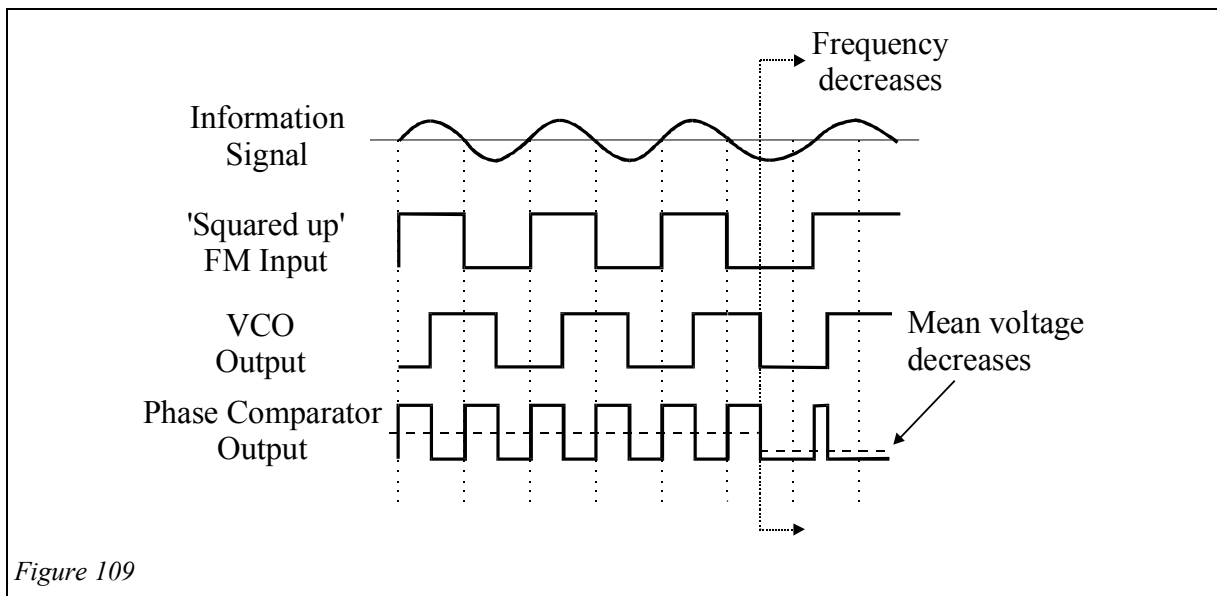 Frequency
decreases
Information
Signal
'Squared up'
FM Input
VCO
Output
Mean voltage
decreases
Phase Comparator
Output
Figure 109